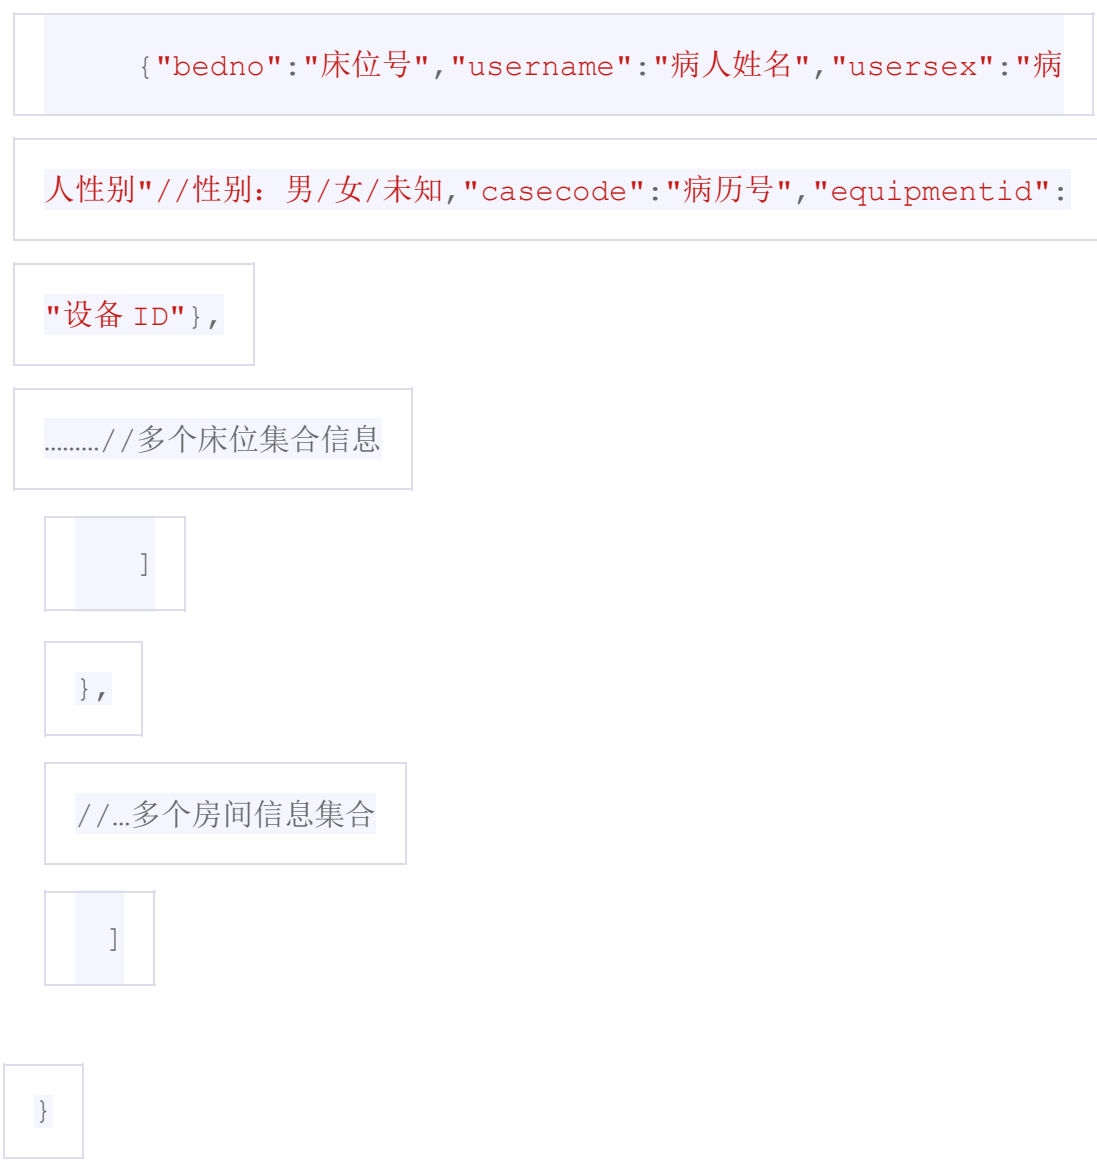 {"bedno":"床位号","username":"病人姓名","usersex":"病
人性别"//性别：男/女/未知,"casecode":"病历号","equipmentid":
"设备 ID"},
………//多个床位集合信息
]
},
//…多个房间信息集合
]
}